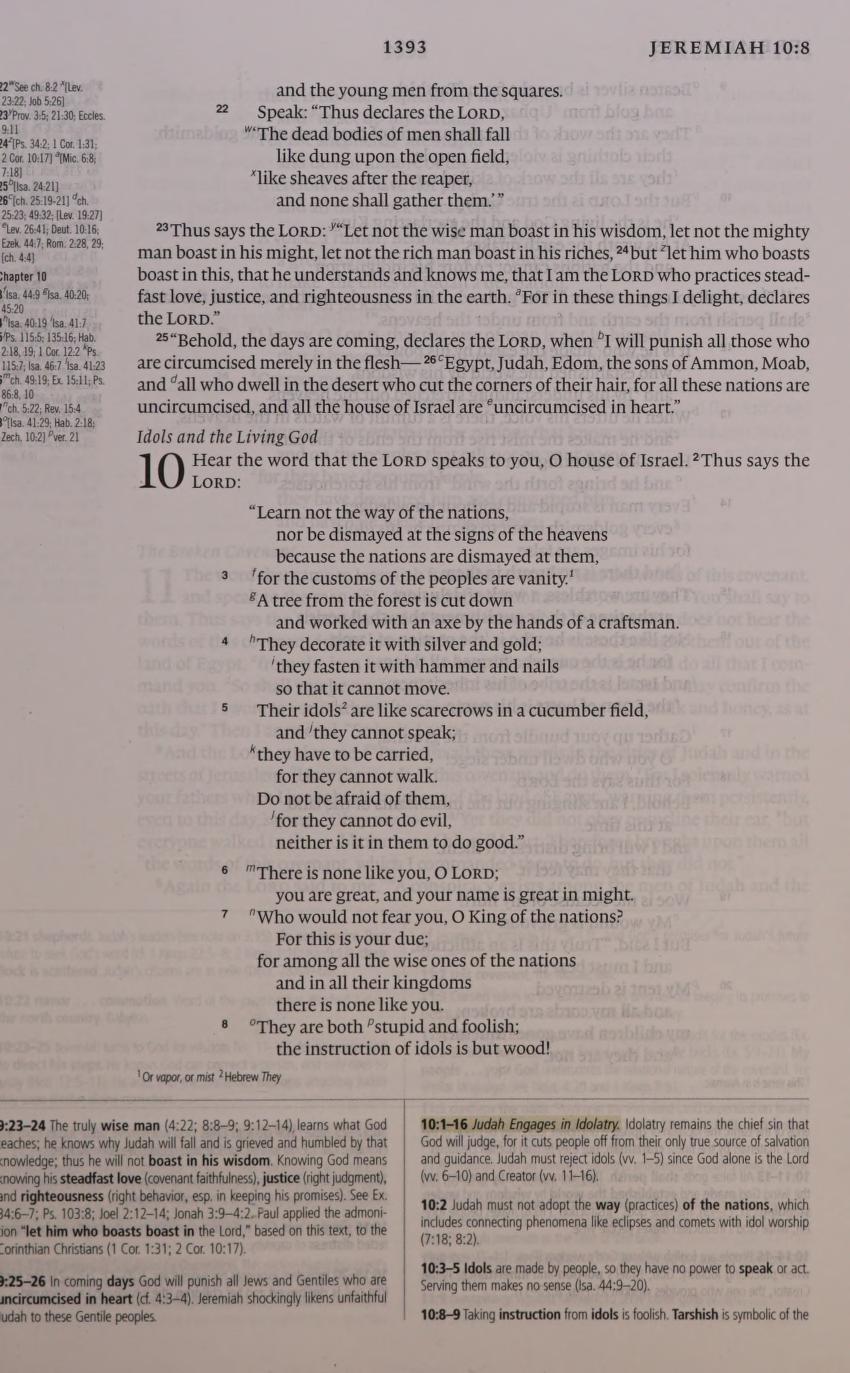 1393
JEREMIAH 10:8
22 w See ch. 8:2 x [Lev.
23:22; Job 5:26]
23 y Prov. 3:5; 21:30; Eccles.
9:11
24 z [Ps. 34:2; 1 Cor. 1:31;
2 Cor. 10:17] a [Mic. 6:8;
7:18]
25 b [Isa. 24:21]
26 c [ch. 25:19-21] d ch.
25:23; 49:32; [Lev. 19:27]
e Lev. 26:41; Deut. 10:16;
Ezek. 44:7; Rom. 2:28, 29;
[ch. 4:4]
Chapter 10
f Isa. 44:9 g Isa. 40:20;
45:20
h Isa. 40:19 i Isa. 41:7
j Ps. 115:5; 135:16; Hab.
2:18, 19; 1 Cor. 12:2 k Ps.
115:7; Isa. 46:7 l Isa. 41:23
m ch. 49:19; Ex. 15:11; Ps.
86:8, 10
n ch. 5:22; Rev. 15:4
o [Isa. 41:29; Hab. 2:18;
Zech. 10:2] p ver. 21
and the young men from the squares.
22 Speak: “Thus declares the LORD,
w “‘The dead bodies of men shall fall
like dung upon the open field,
x like sheaves after the reaper,
and none shall gather them.’”
23 Thus says the LORD: y “Let not the wise man boast in his wisdom, let not the mighty
man boast in his might, let not the rich man boast in his riches, 24 but z let him who boasts
boast in this, that he understands and knows me, that I am the LORD who practices stead-
fast love, justice, and righteousness in the earth. a For in these things I delight, declares
the LORD.”
25 “Behold, the days are coming, declares the LORD, when b I will punish all those who
are circumcised merely in the flesh— 26 c Egypt, Judah, Edom, the sons of Ammon, Moab,
and d all who dwell in the desert who cut the corners of their hair, for all these nations are
uncircumcised, and all the house of Israel are e uncircumcised in heart.”
Idols and the Living God
10 Hear the word that the LORD speaks to you, O house of Israel. 2 Thus says the
LORD:
“Learn not the way of the nations,
nor be dismayed at the signs of the heavens
because the nations are dismayed at them,
3 f for the customs of the peoples are vanity. 1
g A tree from the forest is cut down
and worked with an axe by the hands of a craftsman.
4 h They decorate it with silver and gold;
i they fasten it with hammer and nails
so that it cannot move.
5 Their idols 2 are like scarecrows in a cucumber field,
and j they cannot speak;
k they have to be carried,
for they cannot walk.
Do not be afraid of them,
l for they cannot do evil,
neither is it in them to do good.”
6 m There is none like you, O LORD;
you are great, and your name is great in might.
7 n Who would not fear you, O King of the nations?
For this is your due;
for among all the wise ones of the nations
and in all their kingdoms
there is none like you.
8 o They are both p stupid and foolish;
the instruction of idols is but wood!
1 Or vapor, or mist 2 Hebrew They
9:23–24 The truly wise man (4:22; 8:8–9; 9:12–14) learns what God
teaches; he knows why Judah will fall and is grieved and humbled by that
knowledge; thus he will not boast in his wisdom. Knowing God means
knowing his steadfast love (covenant faithfulness), justice (right judgment),
and righteousness (right behavior, esp. in keeping his promises). See Ex.
34:6–7; Ps. 103:8; Joel 2:12–14; Jonah 3:9–4:2. Paul applied the admoni-
tion “let him who boasts boast in the Lord,” based on this text, to the
Corinthian Christians (1 Cor. 1:31; 2 Cor. 10:17).
9:25–26 In coming days God will punish all Jews and Gentiles who are
uncircumcised in heart (cf. 4:3–4). Jeremiah shockingly likens unfaithful
Judah to these Gentile peoples.
10:1–16 Judah Engages in Idolatry. Idolatry remains the chief sin that
God will judge, for it cuts people off from their only true source of salvation
and guidance. Judah must reject idols (vv. 1–5) since God alone is the Lord
(vv. 6–10) and Creator (vv. 11–16).
10:2 Judah must not adopt the way (practices) of the nations, which
includes connecting phenomena like eclipses and comets with idol worship
(7:18; 8:2).
10:3–5 Idols are made by people, so they have no power to speak or act.
Serving them makes no sense (Isa. 44:9–20).
10:8–9 Taking instruction from idols is foolish. Tarshish is symbolic of the